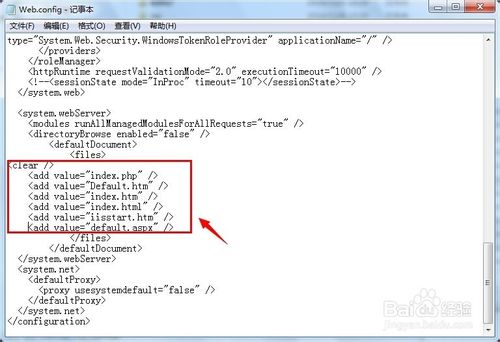 Web.config - 记事本
文件(F) 编辑(E) 格式(O) 查看(V) 帮助(H)
type="System.Web.Security.WindowsTokenRoleProvider" applicationName="/" />
</providers>
</roleManager>
<httpRuntime requestValidationMode="2.0" executionTimeout="10000" />
<!--<sessionState mode="InProc" timeout="10"></sessionState>-->
</system.web>
<system.webServer>
<modules runAllManagedModulesForAllRequests="true" />
<directoryBrowse enabled="false" />
<defaultDocument>
<files>
<clear />
<add value="index.php" />
<add value="Default.htm" />
<add value="index.htm" />
<add value="index.html" />
<add value="iisstart.htm" />
<add value="default.aspx" />
</files>
</defaultDocument>
</system.webServer>
<system.net>
<defaultProxy>
<proxy usesystemdefault="false" />
</defaultProxy>
</system.net>
</configuration>
Baidu 经验
jingyan.baidu.com